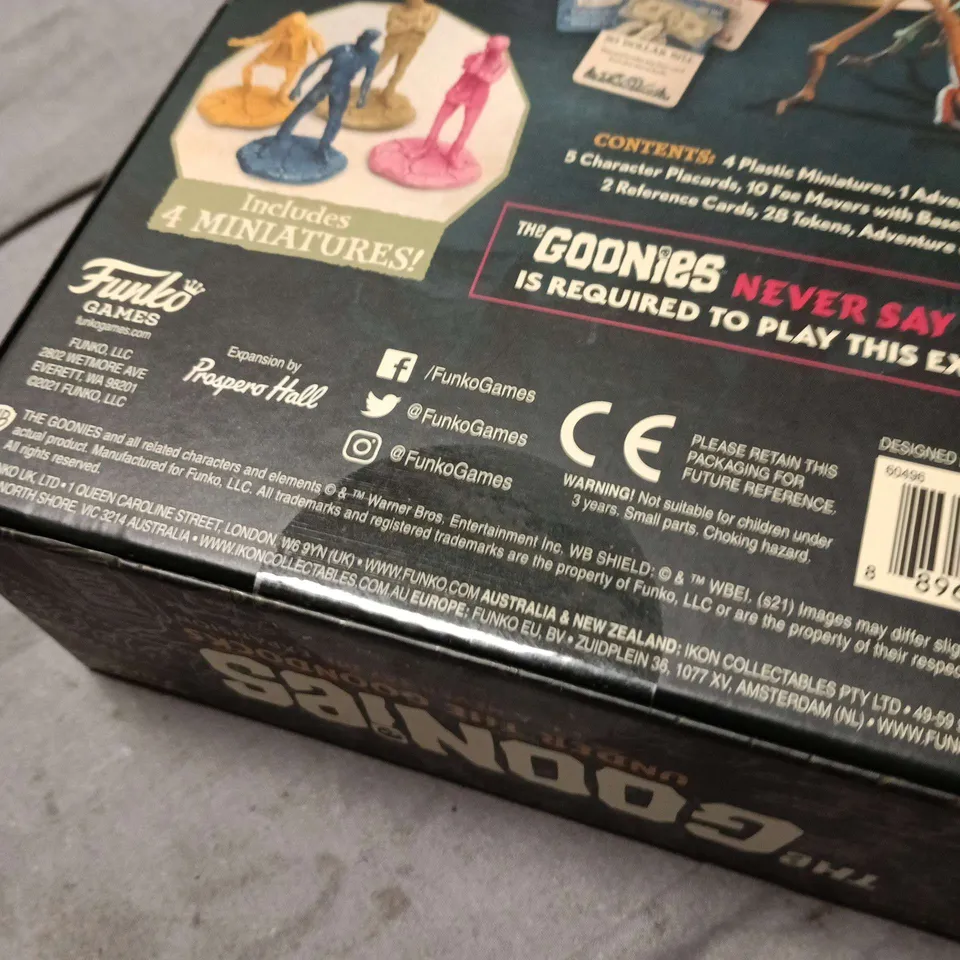 Includes
4 MINIATURES!
CONTENTS: 4 Plastic Miniatures, 1 Adve
5 Character Placards, 10 Foe Movers with Base
2 Reference Cards, 28 Tokens, Adventure
THE GOONIES NEVER SAY
IS REQUIRED TO PLAY THIS EX
Funko
GAMES
funkogames.com
FUNKO, LLC
2802 WETMORE AVE
EVERETT, WA 98201
©2021 FUNKO, LLC
Expansion by
Prospero Hall
/FunkoGames
@FunkoGames
@FunkoGames
CE
PLEASE RETAIN THIS
PACKAGING FOR
FUTURE REFERENCE.
WARNING! Not suitable for children under
3 years. Small parts. Choking hazard.
DESIGNED
60496
8 896
THE GOONIES and all related characters and elements © & ™ Warner Bros. Entertainment Inc. WB SHIELD: © & ™ WBEI. (s21) Images may differ slig
actual product. Manufactured for Funko, LLC. All trademarks and registered trademarks are the property of Funko, LLC or are the property of their respec
All rights reserved.
NKO UK, LTD • 1 QUEEN CAROLINE STREET, LONDON, W6 9YN (UK) • WWW.FUNKO.COM AUSTRALIA & NEW ZEALAND: IKON COLLECTABLES PTY LTD • 49-59
NORTH SHORE, VIC 3214 AUSTRALIA • WWW.IKONCOLLECTABLES.COM.AU EUROPE: FUNKO EU, BV • ZUIDPLEIN 36, 1077 XV, AMSTERDAM (NL) • WWW.FUN
THE GOONIES
UNDER THE GOONDOCKS